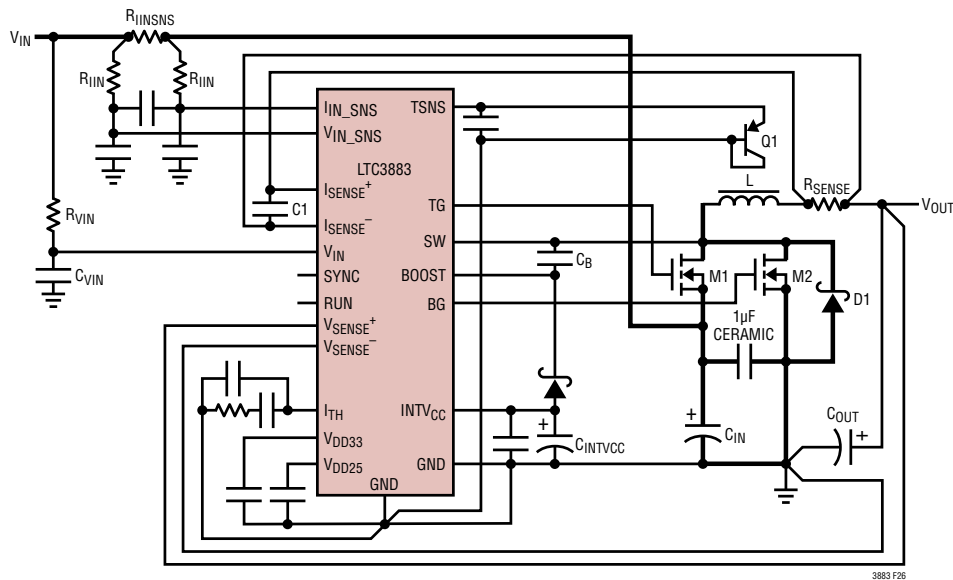 RIINSNS
VIN
RIIN
RIIN
IIN_SNS
TSNS
VIN_SNS
Q1
LTC3883
L
RSENSE
ISENSE+
C1
TG
VOUT
RVIN
ISENSE–
SW
VIN
CB
CVIN
SYNC
BOOST
M1
M2
RUN
BG
D1
VSENSE+
1µF
CERAMIC
VSENSE–
ITH
INTVCC
+
+
CIN
COUT
+
VDD33
CINTVCC
VDD25
GND
GND
3883 F26